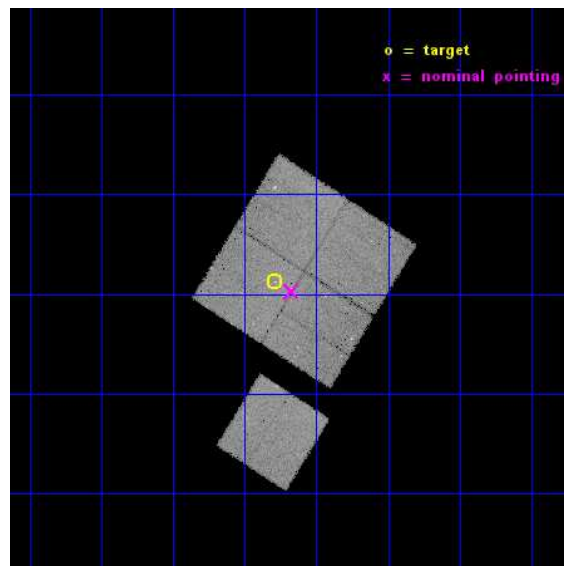 o = target
x = nominal pointing